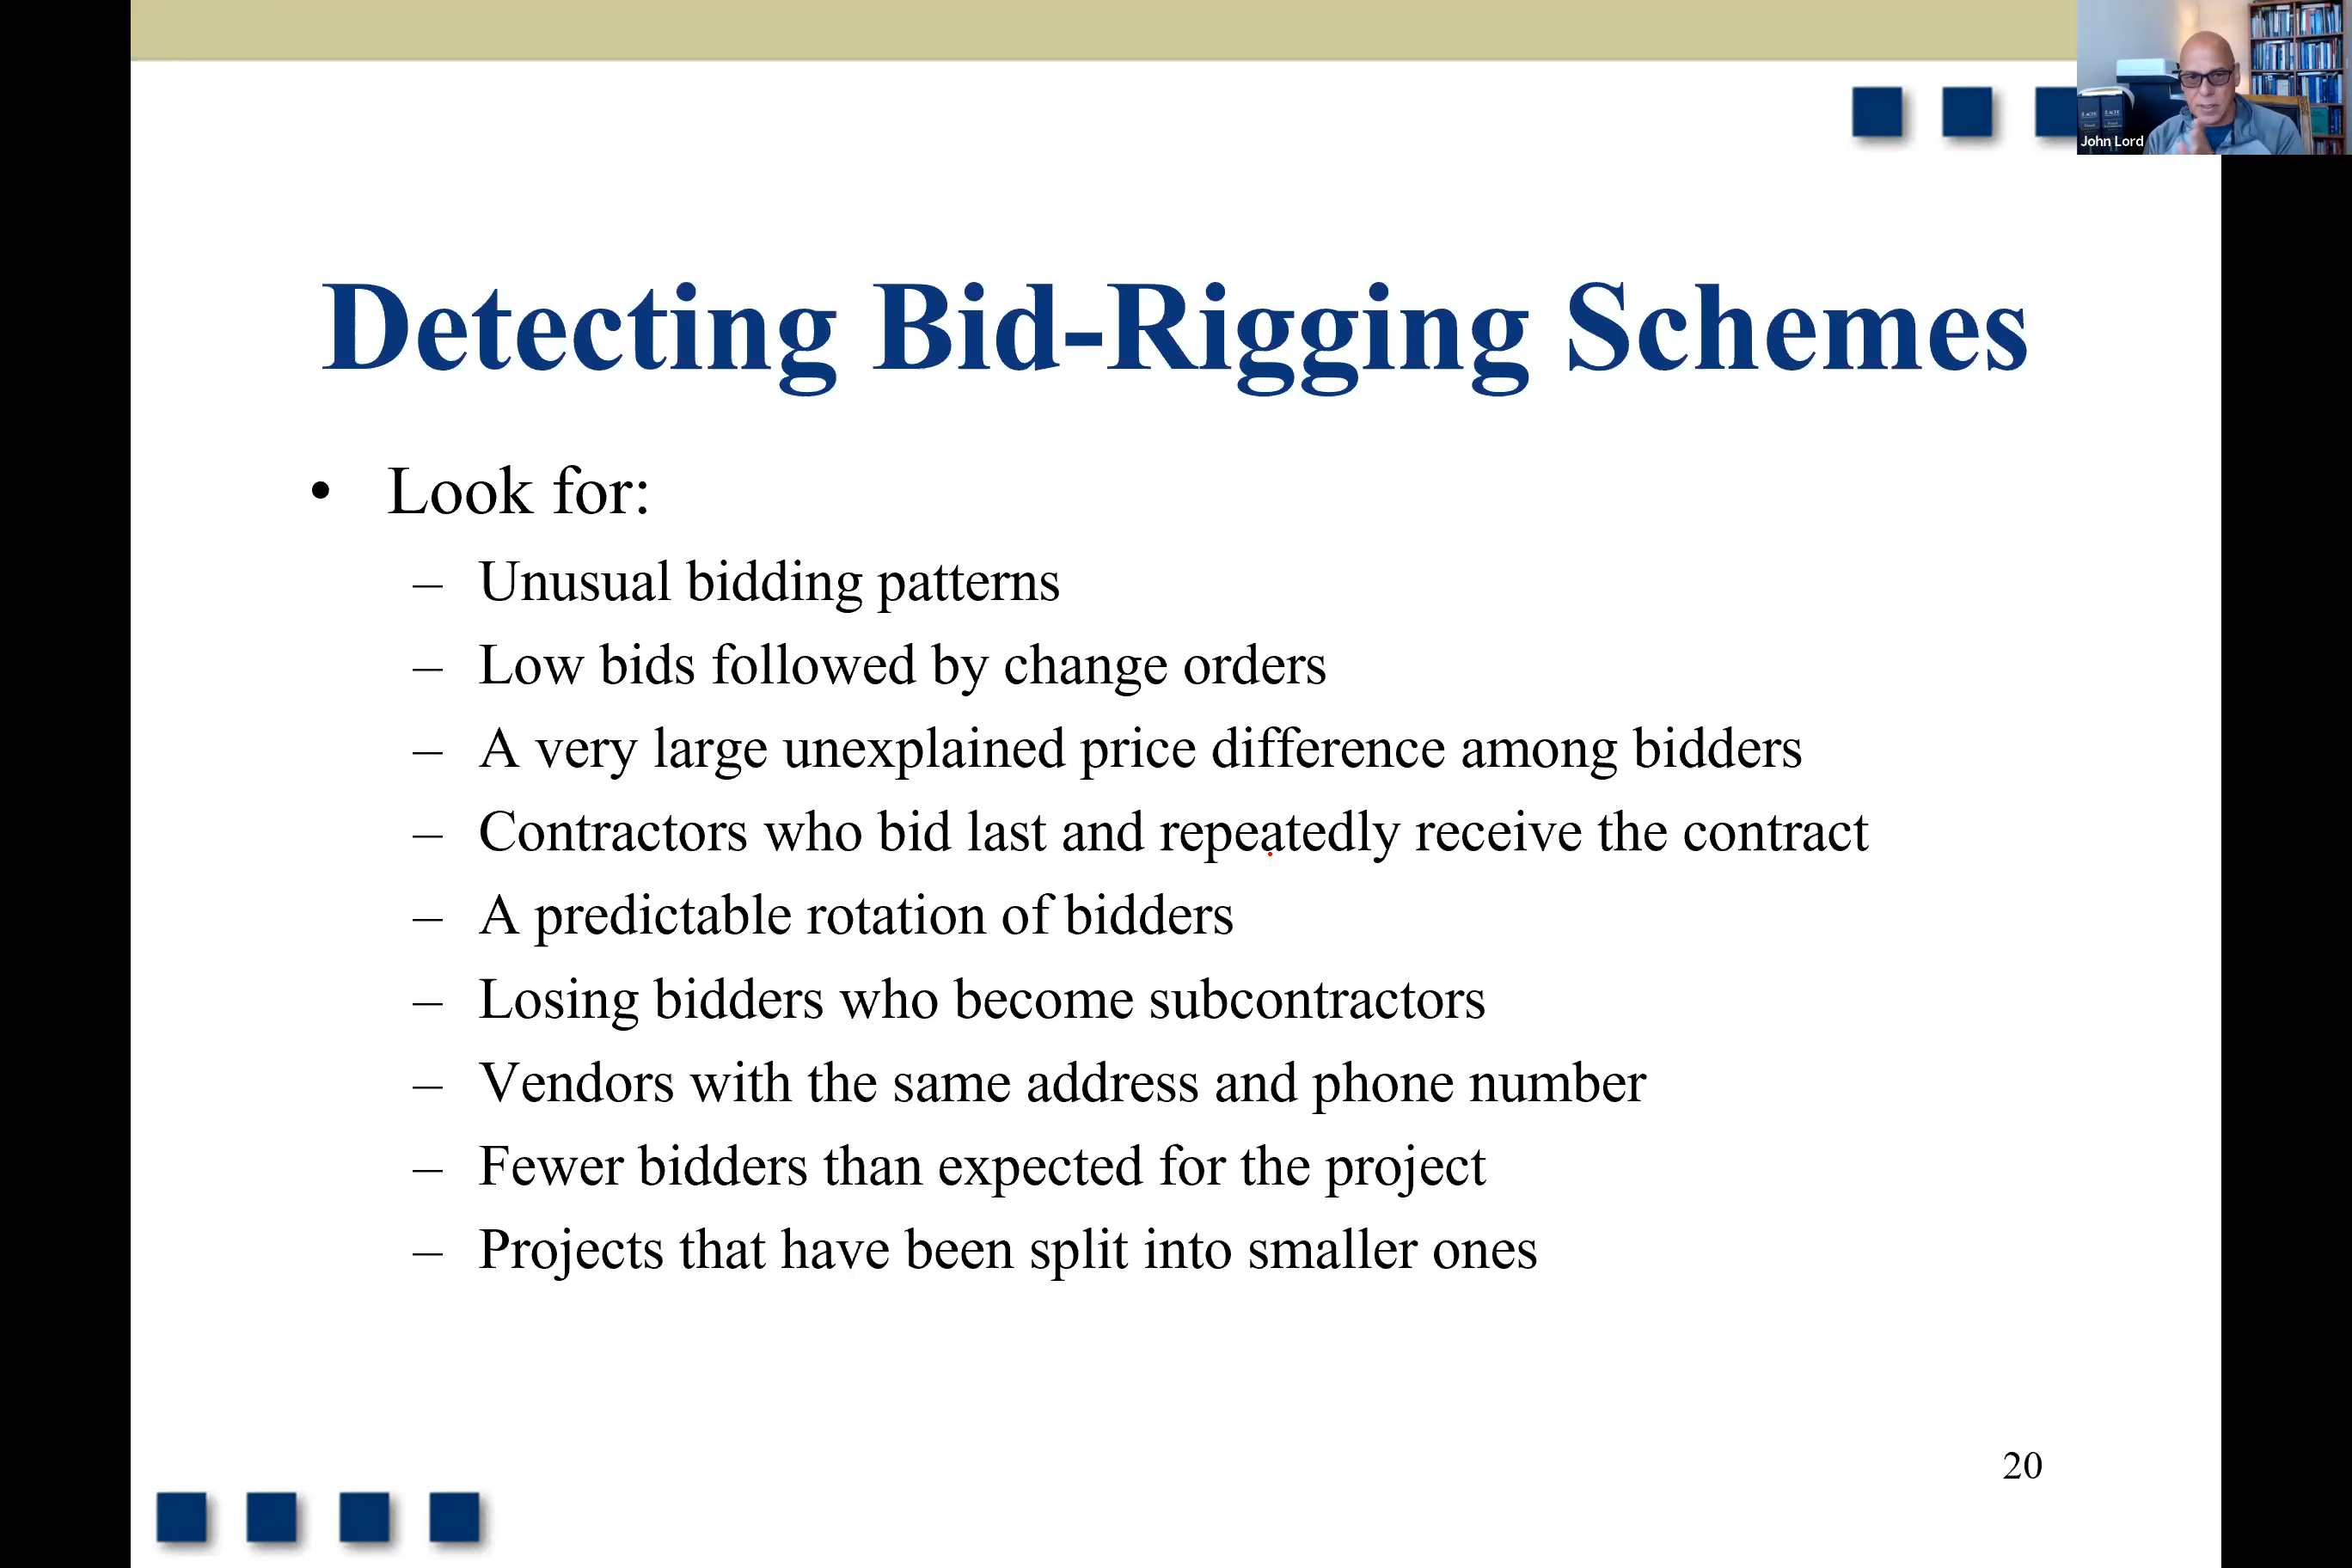 John Lord
Detecting Bid-Rigging Schemes
• Look for:
– Unusual bidding patterns
– Low bids followed by change orders
– A very large unexplained price difference among bidders
– Contractors who bid last and repeatedly receive the contract
– A predictable rotation of bidders
– Losing bidders who become subcontractors
– Vendors with the same address and phone number
– Fewer bidders than expected for the project
– Projects that have been split into smaller ones
20